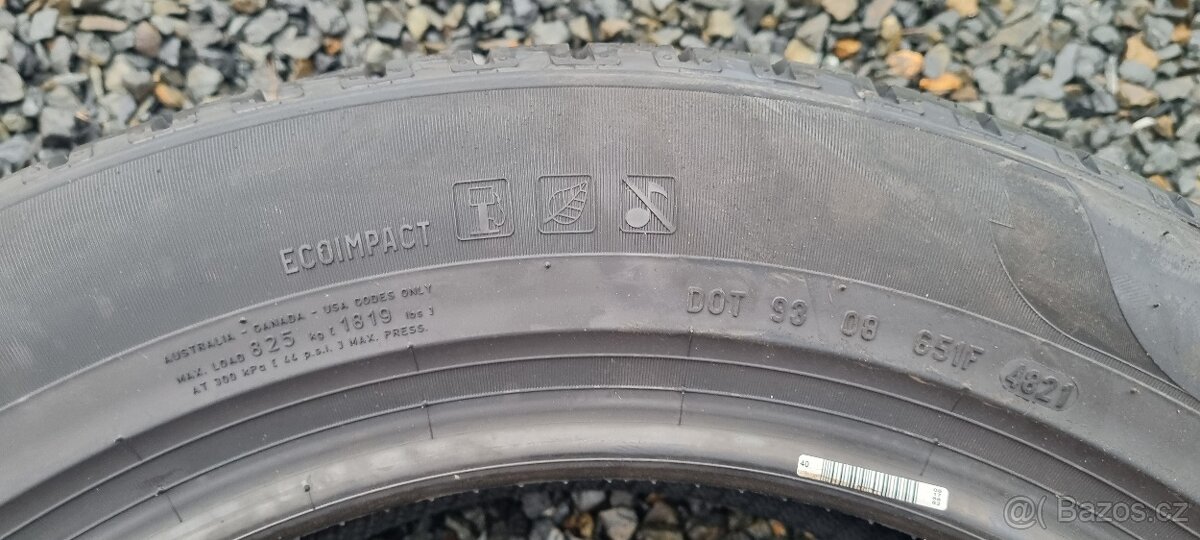 ECOIMPACT
AUSTRALIA - CANADA - USA CODES ONLY
MAX. LOAD 825 kg [ 1819 lbs ]
AT 300 kPa [ 44 p.s.i. ] MAX. PRESS.
DOT 93 08 651F 4821
40
@ Bazos.cz